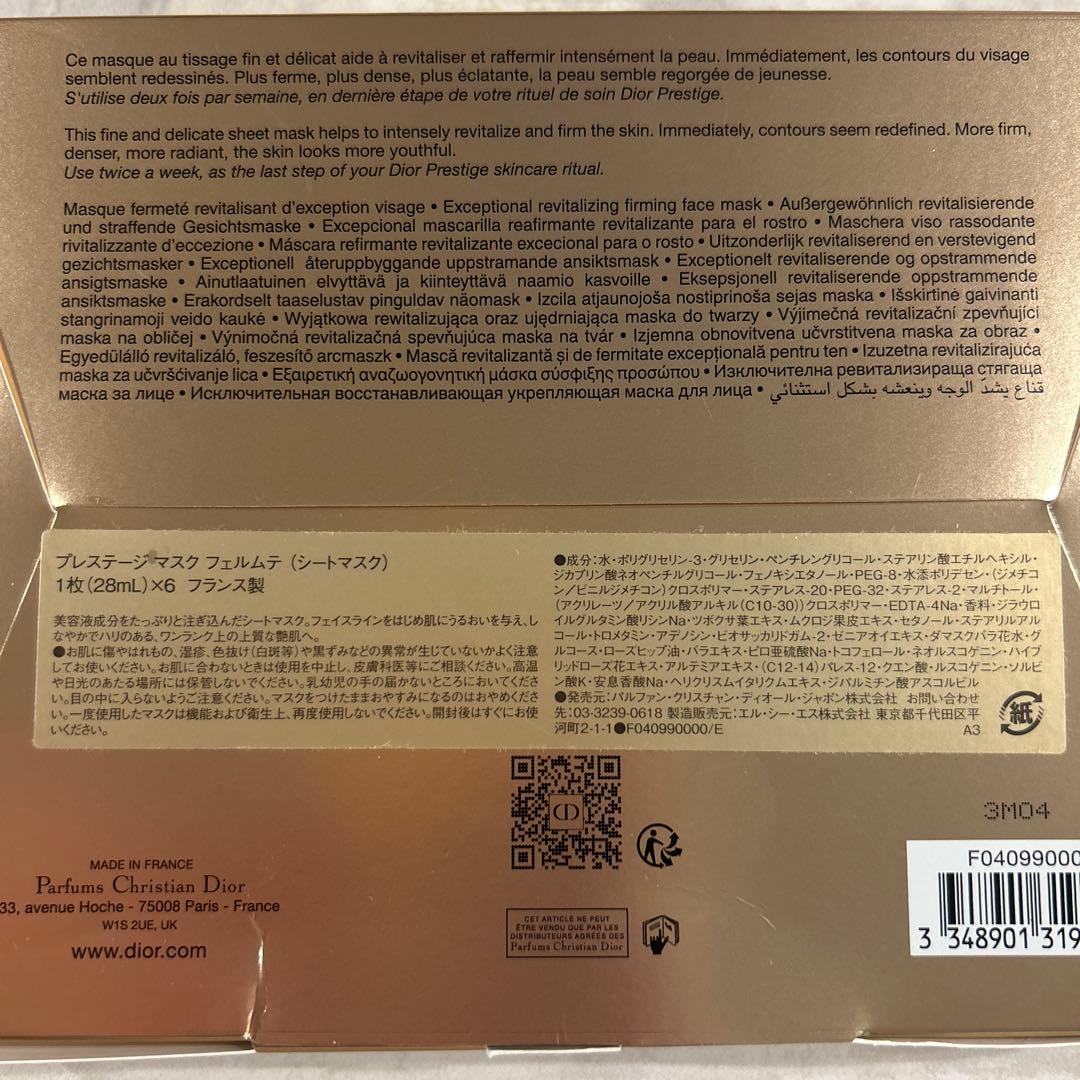 Ce masque au tissage fin et délicat aide à revitaliser et raffermir intensément la peau. Immédiatement, les contours du visage
semblent redessinés. Plus ferme, plus dense, plus éclatante, la peau semble regorgée de jeunesse.
S'utilise deux fois par semaine, en dernière étape de votre rituel de soin Dior Prestige.
This fine and delicate sheet mask helps to intensely revitalize and firm the skin. Immediately, contours seem redefined. More firm,
denser, more radiant, the skin looks more youthful.
Use twice a week, as the last step of your Dior Prestige skincare ritual.
Masque fermeté revitalisant d'exception visage • Exceptional revitalizing firming face mask • Außergewöhnlich revitalisierende
und straffende Gesichtsmaske • Excepcional mascarilla reafirmante revitalizante para el rostro • Maschera viso rassodante
rivitalizzante d'eccezione • Máscara refirmante revitalizante excecional para o rosto • Uitzonderlijk revitaliserend en verstevigend
gezichtsmasker • Exceptionell återuppbyggande uppstramande ansiktsmask • Exceptionelt revitaliserende og opstrammende
ansigtsmaske • Ainutlaatuinen elvyttävä ja kiinteyttävä naamio kasvoille • Eksepsjonell revitaliserende oppstrammende
ansiktsmaske • Erakordselt taaselustav pinguldav näomask • Izcila atjaunojoša nostiprinoša sejas maska • Išskirtinė gaivinanti
stangrinamoji veido kaukė • Wyjątkowa rewitalizująca oraz ujędrniająca maska do twarzy • Výjimečná revitalizační zpevňující
maska na obličej • Výnimočná revitalizačná spevňujúca maska na tvár • Izjemna obnovitvena učvrstitvena maska za obraz •
Egyedülálló revitalizáló, feszesítő arcmaszk • Mască revitalizantă și de fermitate excepțională pentru ten • Izuzetna revitalizirajuća
maska za učvršćivanje lica • Εξαιρετική αναζωογονητική μάσκα σύσφιξης προσώπου • Изключителна ревитализираща стягаща
маска за лице • Исключительная восстанавливающая укрепляющая маска для лица • قناع يشدّ الوجه وينعشه بشكل استثنائي
プレステージ マスク フェルムテ （シートマスク）
1枚（28mL）×6 フランス製
美容液成分をたっぷりと注ぎ込んだシートマスク。フェイスラインをはじめ肌にうるおいを与え、し
なやかでハリのある、ワンランク上の上質な艶肌へ。
●お肌に傷やはれもの、湿疹、色抜け（白斑等）や黒ずみなどの異常が生じていないかよく注意
してお使いください。お肌に合わないときは使用を中止し、皮膚科医等にご相談ください。高温
や日光のあたる場所には保管しないでください。乳幼児の手の届かないところにおいてくださ
い。目の中に入らないようご注意ください。マスクをつけたままおやすみになるのはおやめくださ
い。一度使用したマスクは機能および衛生上、再度使用しないでください。開封後はすぐにお使
いください。
●成分：水・ポリグリセリン-3・グリセリン・ペンチレングリコール・ステアリン酸エチルヘキシル・
ジカプリン酸ネオペンチルグリコール・フェノキシエタノール・PEG-8・水添ポリデセン・（ジメチコ
ン／ビニルジメチコン）クロスポリマー・ステアレス-20・PEG-32・ステアレス-2・マルチトール・
（アクリレーツ／アクリル酸アルキル（C10-30））クロスポリマー・EDTA-4Na・香料・ジラウロ
イルグルタミン酸リシンNa・ツボクサ葉エキス・ムクロジ果皮エキス・セタノール・ステアリルアル
コール・トロメタミン・アデノシン・ビオサッカリドガム-2・ゼニアオイエキス・ダマスクバラ花水・グ
ルコース・ローズヒップ油・バラエキス・ピロ亜硫酸Na・トコフェロール・ネオルスコゲニン・ハイブ
リッドローズ花エキス・アルテミアエキス・（C12-14）パレス-12・クエン酸・ルスコゲニン・ソルビ
ン酸K・安息香酸Na・ヘリクリスムイタリクムエキス・ジパルミチン酸アスコルビル
●発売元：パルファン・クリスチャン・ディオール・ジャポン株式会社 お問い合わせ
先：03-3239-0618 製造販売元：エル・シー・エス株式会社 東京都千代田区平
河町2-1-1●F040990000/E
A3
紙
3M04
MADE IN FRANCE
Parfums Christian Dior
33, avenue Hoche - 75008 Paris - France
W1S 2UE, UK
www.dior.com
CD
CET ARTICLE NE PEUT
ÊTRE VENDU QUE PAR LES
DISTRIBUTEURS AGRÉÉS DES
Parfums Christian Dior
F04099000
3 348901 319